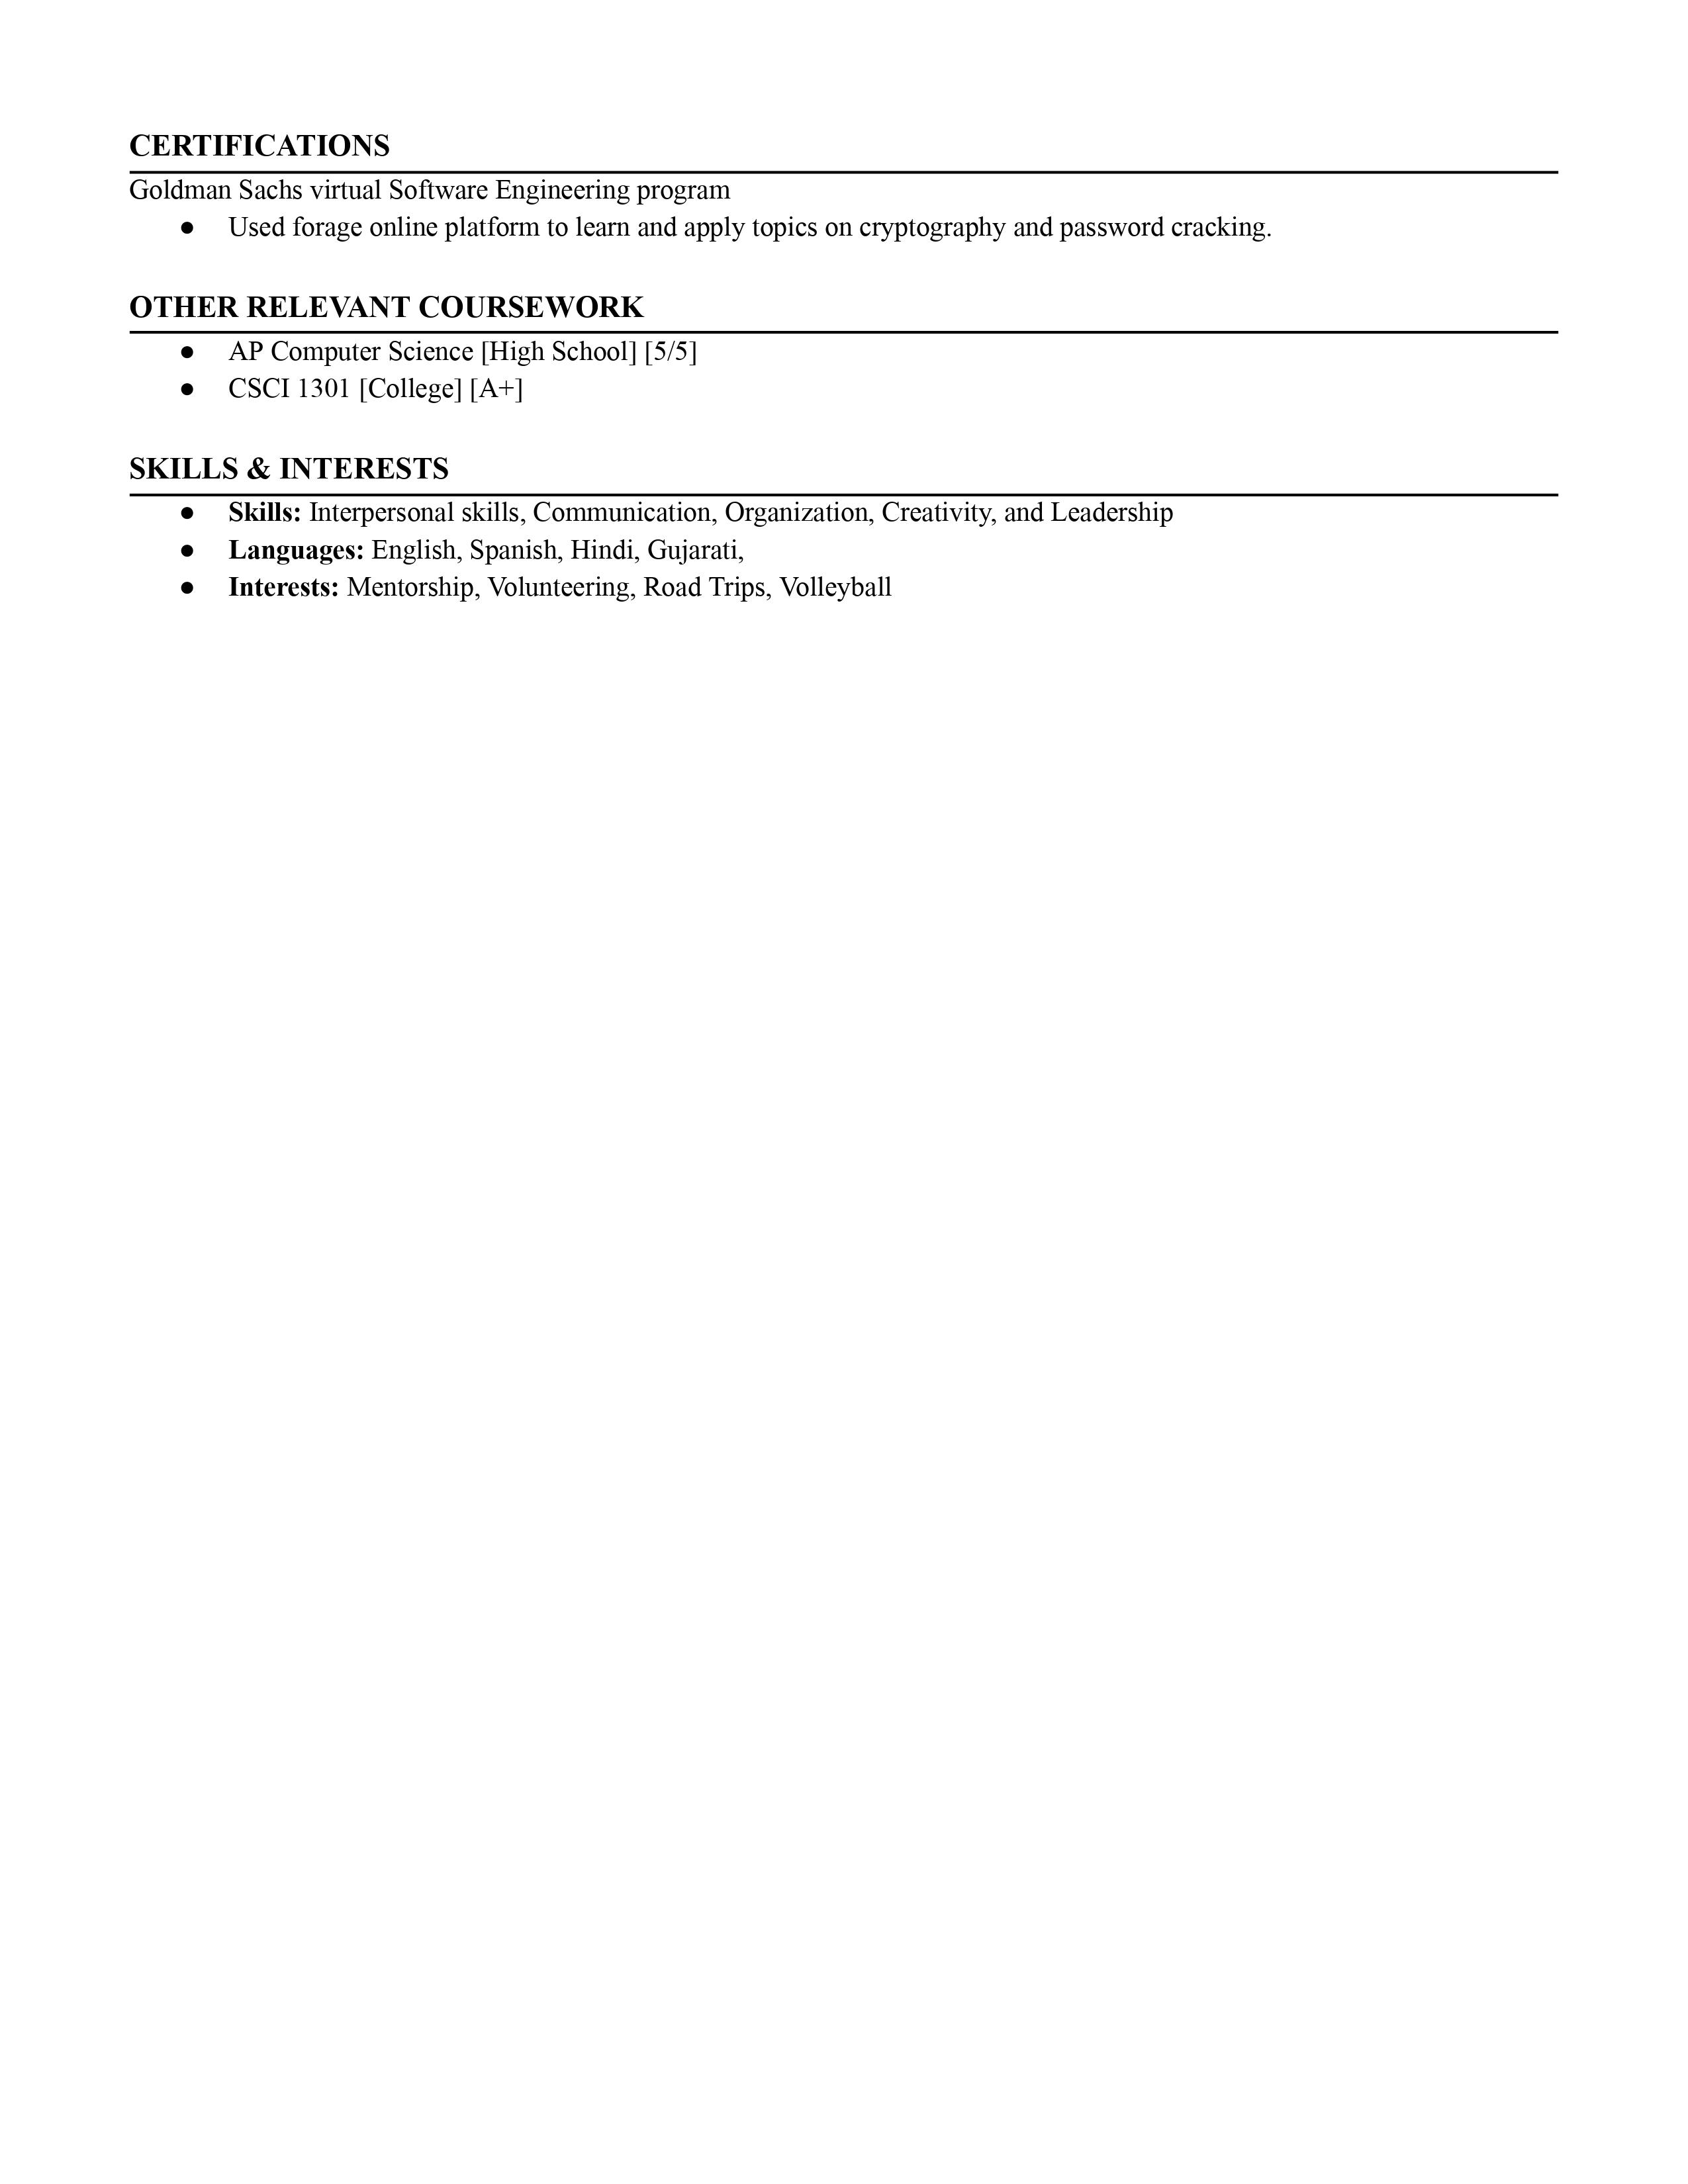 CERTIFICATIONS
Goldman Sachs virtual Software Engineering program
● Used forage online platform to learn and apply topics on cryptography and password cracking.
OTHER RELEVANT COURSEWORK
● AP Computer Science [High School] [5/5]
● CSCI 1301 [College] [A+]
SKILLS & INTERESTS
● Skills: Interpersonal skills, Communication, Organization, Creativity, and Leadership
● Languages: English, Spanish, Hindi, Gujarati,
● Interests: Mentorship, Volunteering, Road Trips, Volleyball